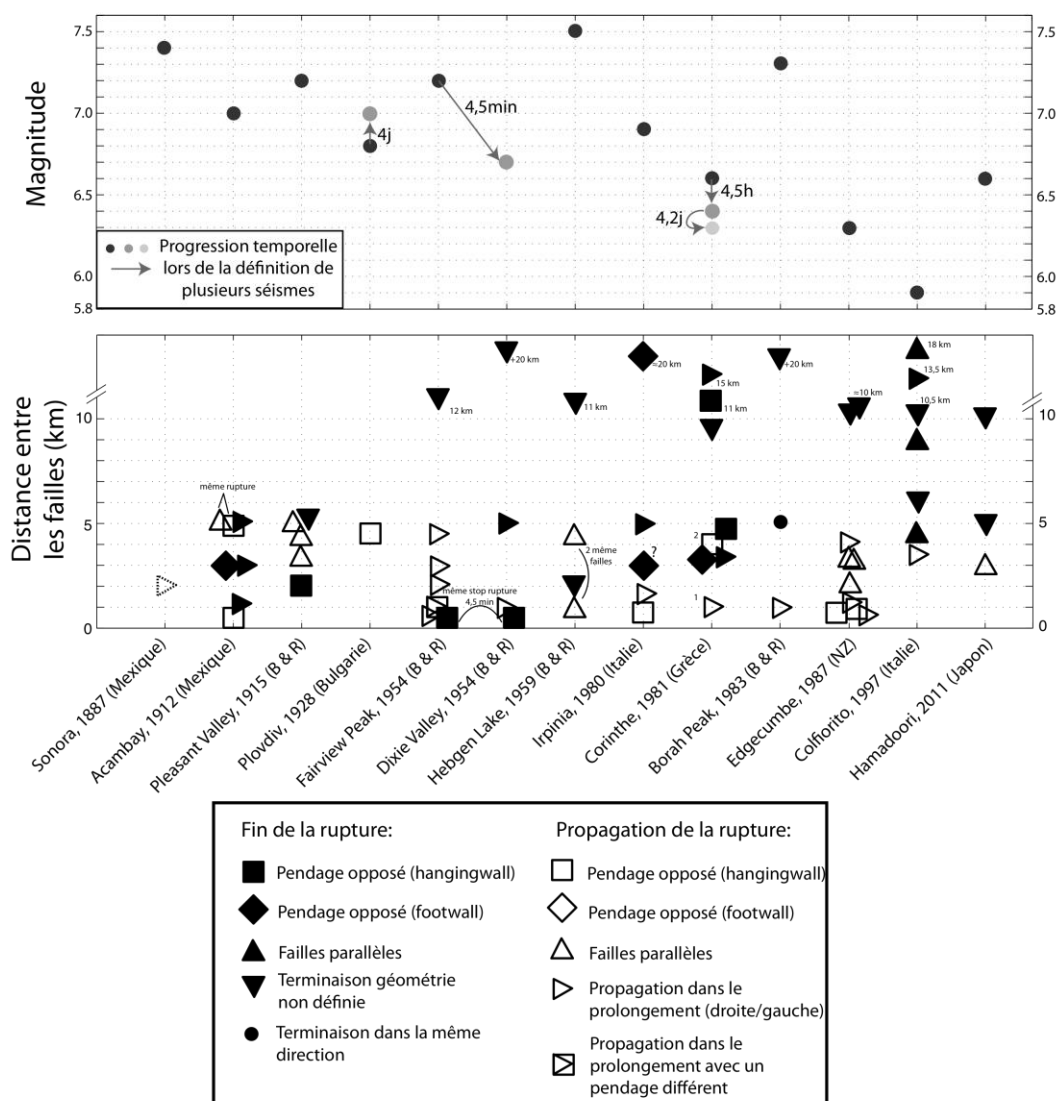 7.5
7.0
6.5
6.0
5.8
Magnitude
7.5
7.0
6.5
6.0
5.8
4j
4,5min
4,5h
4,2j
Progression temporelle
lors de la définition de
plusieurs séismes
Distance entre
les failles (km)
10
5
0
10
5
0
même rupture
12 km
+20 km
11 km
≈20 km
15 km
11 km
+20 km
≈10 km
18 km
13,5 km
10,5 km
même stop rupture
4,5 min
2 même
failles
?
2
1
Sonora, 1887 (Mexique)
Acambay, 1912 (Mexique)
Pleasant Valley, 1915 (B & R)
Plovdiv, 1928 (Bulgarie)
Fairview Peak, 1954 (B & R)
Dixie Valley, 1954 (B & R)
Hebgen Lake, 1959 (B & R)
Irpinia, 1980 (Italie)
Corinthe, 1981 (Grèce)
Borah Peak, 1983 (B & R)
Edgecumbe, 1987 (NZ)
Colfiorito, 1997 (Italie)
Hamadoori, 2011 (Japon)
Fin de la rupture:
Pendage opposé (hangingwall)
Pendage opposé (footwall)
Failles parallèles
Terminaison géométrie
non définie
Terminaison dans la même
direction
Propagation de la rupture:
Pendage opposé (hangingwall)
Pendage opposé (footwall)
Failles parallèles
Propagation dans le
prolongement (droite/gauche)
Propagation dans le
prolongement avec un
pendage différent